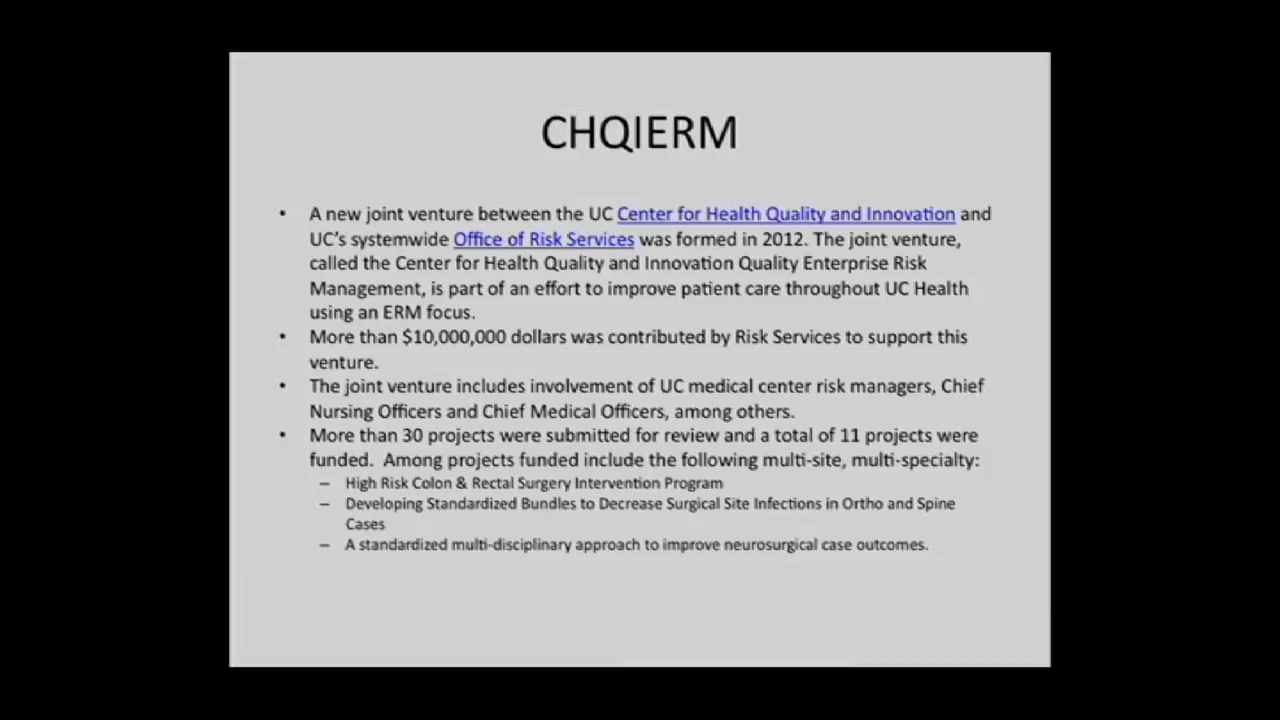 CHQIERM
• A new joint venture between the UC Center for Health Quality and Innovation and
UC's systemwide Office of Risk Services was formed in 2012. The joint venture,
called the Center for Health Quality and Innovation Quality Enterprise Risk
Management, is part of an effort to improve patient care throughout UC Health
using an ERM focus.
• More than $10,000,000 dollars was contributed by Risk Services to support this
venture.
• The joint venture includes involvement of UC medical center risk managers, Chief
Nursing Officers and Chief Medical Officers, among others.
• More than 30 projects were submitted for review and a total of 11 projects were
funded.  Among projects funded include the following multi-site, multi-specialty:
– High Risk Colon & Rectal Surgery Intervention Program
– Developing Standardized Bundles to Decrease Surgical Site Infections in Ortho and Spine
Cases
– A standardized multi-disciplinary approach to improve neurosurgical case outcomes.